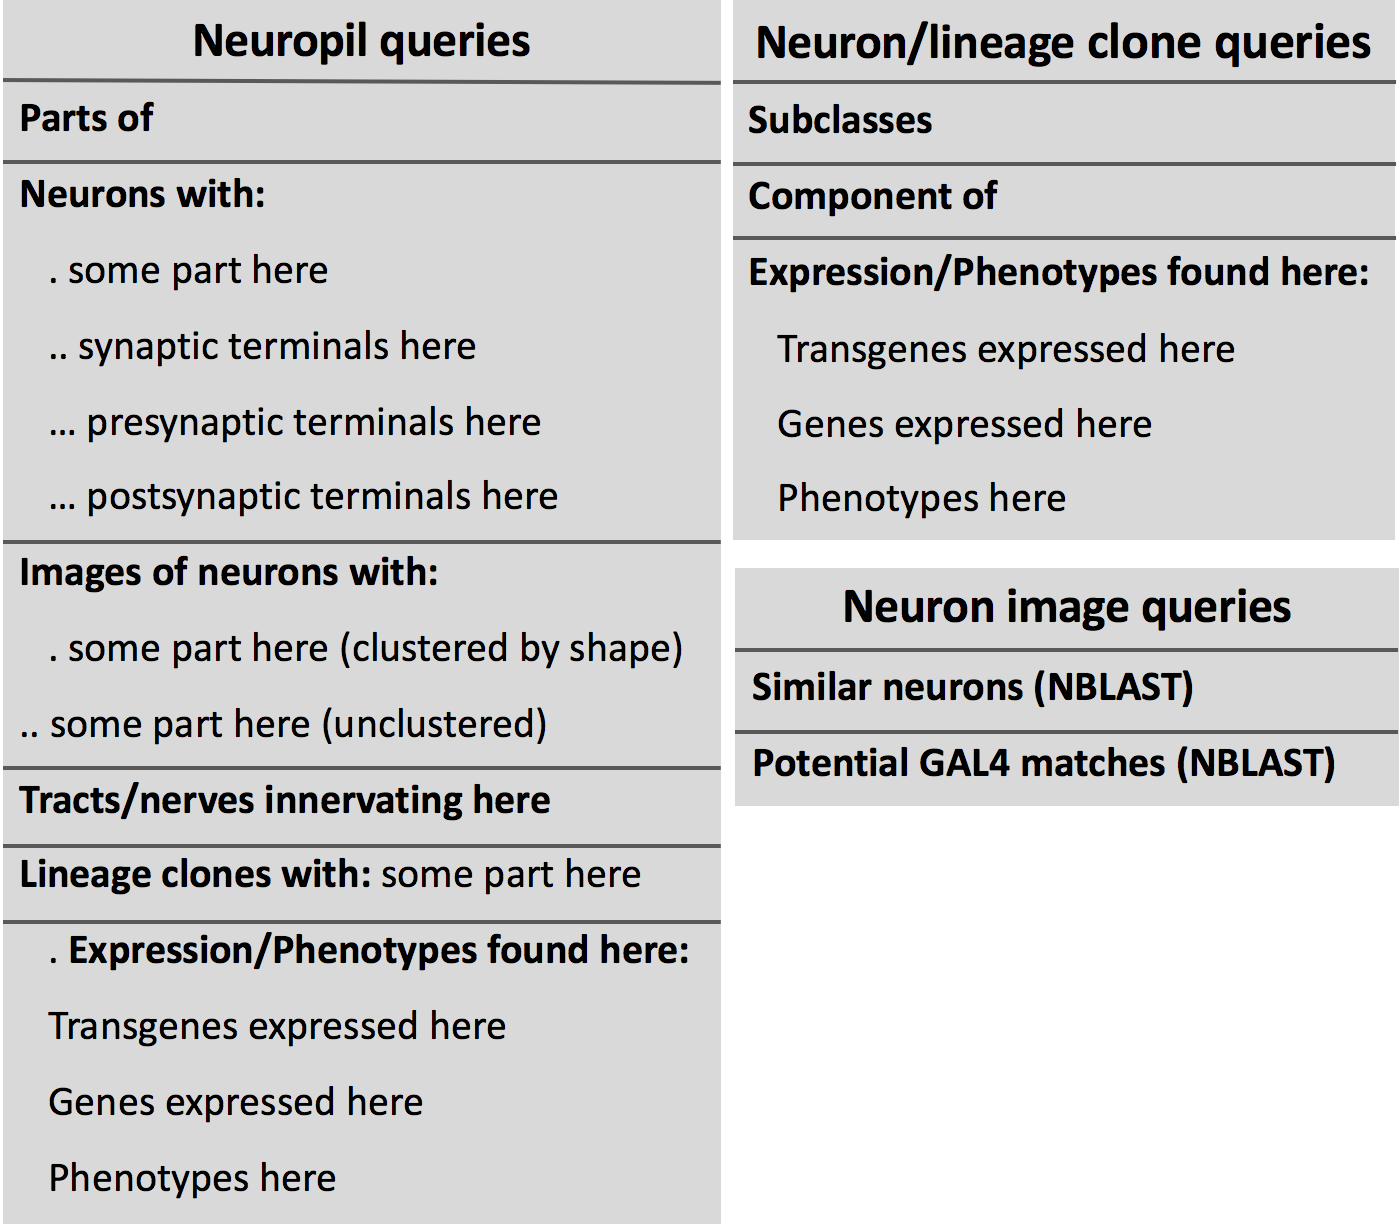 Neuropil queries
Parts of
Neurons with:
. some part here
.. synaptic terminals here
... presynaptic terminals here
... postsynaptic terminals here
Images of neurons with:
. some part here (clustered by shape)
.. some part here (unclustered)
Tracts/nerves innervating here
Lineage clones with: some part here
. Expression/Phenotypes found here:
Transgenes expressed here
Genes expressed here
Phenotypes here
Neuron/lineage clone queries
Subclasses
Component of
Expression/Phenotypes found here:
Transgenes expressed here
Genes expressed here
Phenotypes here
Neuron image queries
Similar neurons (NBLAST)
Potential GAL4 matches (NBLAST)